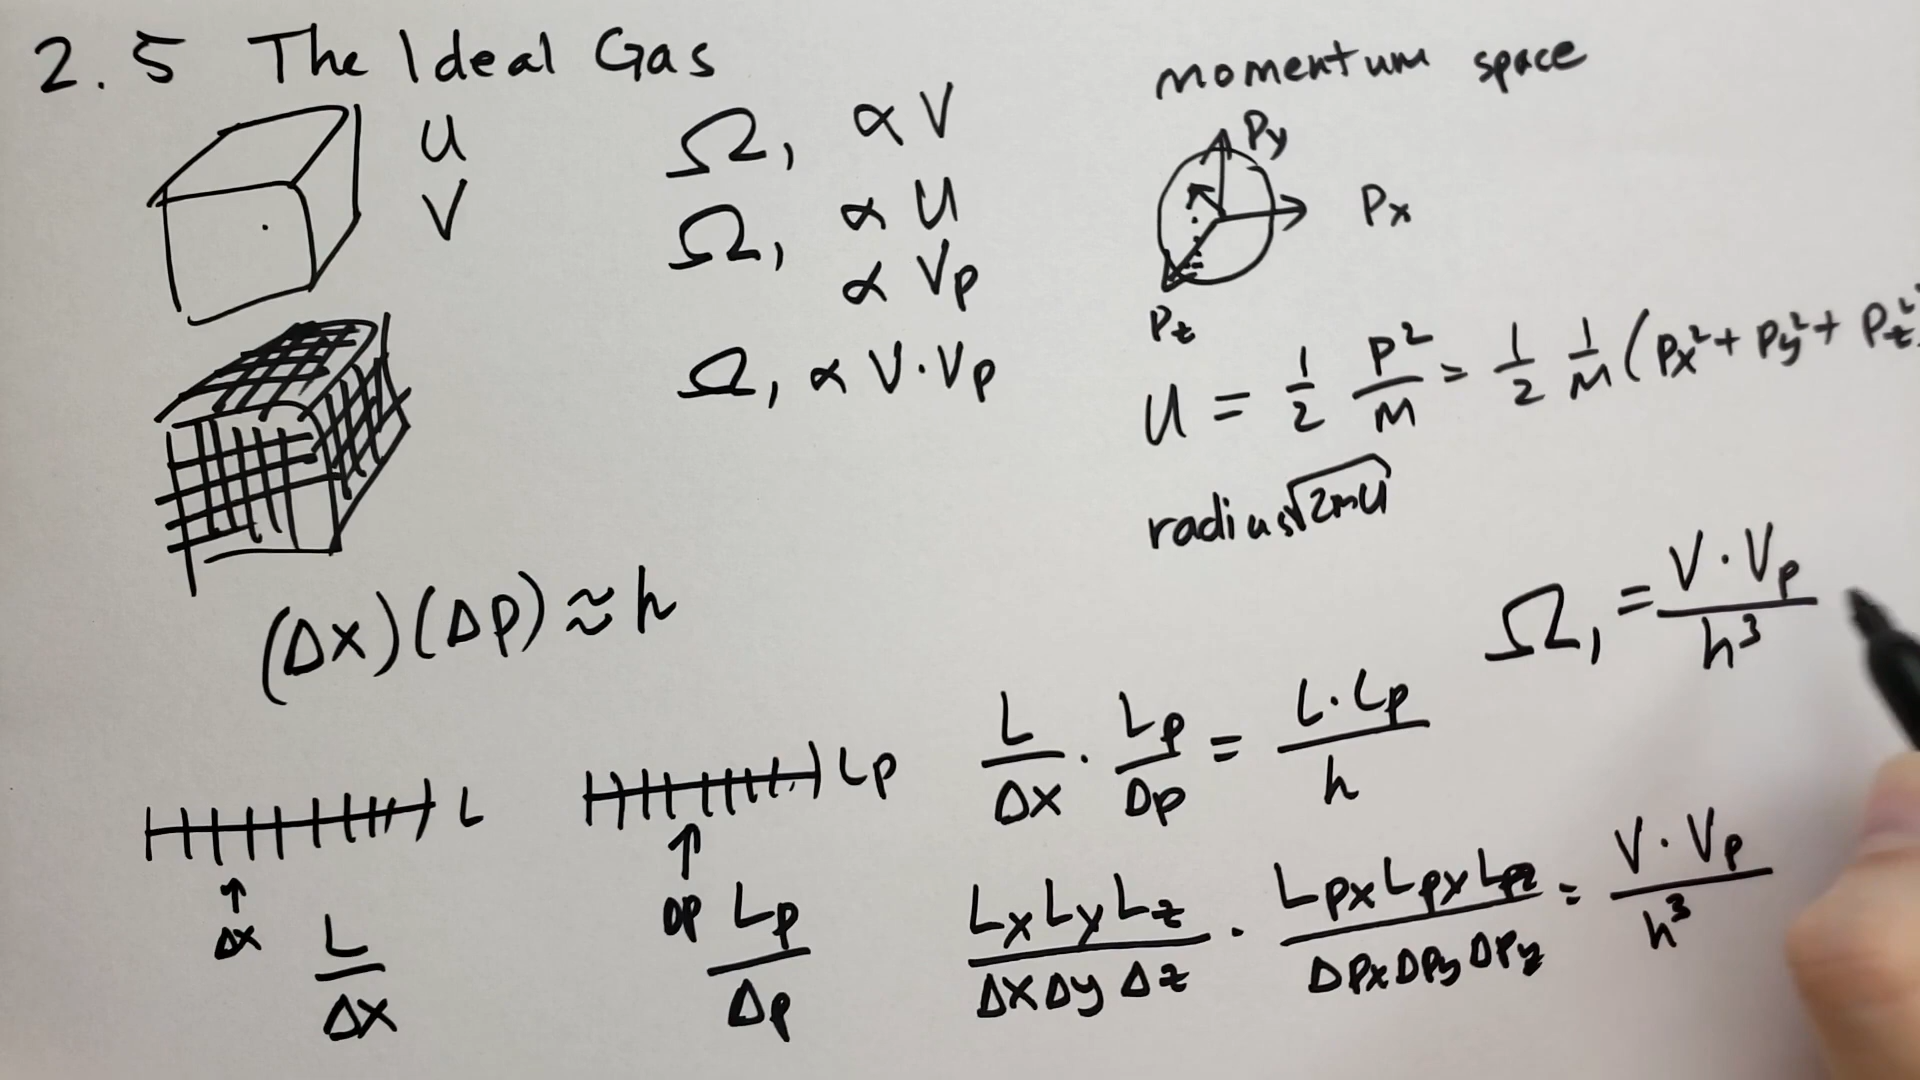 2.5 The Ideal Gas
U
V
Ω₁ α V
Ω₁ α U
α Vp
Ω₁ α V·Vp
momentum space
Py
Px
Pz
U = 1/2 P²/M = 1/2 1/M (Px² + Py² + Pz²
radius √2mU
(Δx)(Δp) ≈ h
Ω₁ = V·Vp / h³
L
Δx
L/Δx
Lp
Δp
Lp/Δp
L/Δx · Lp/Δp = L·Lp / h
LxLyLz / ΔxΔyΔz · LpxLpyLpz / ΔPxΔPyΔPz = V·Vp / h³